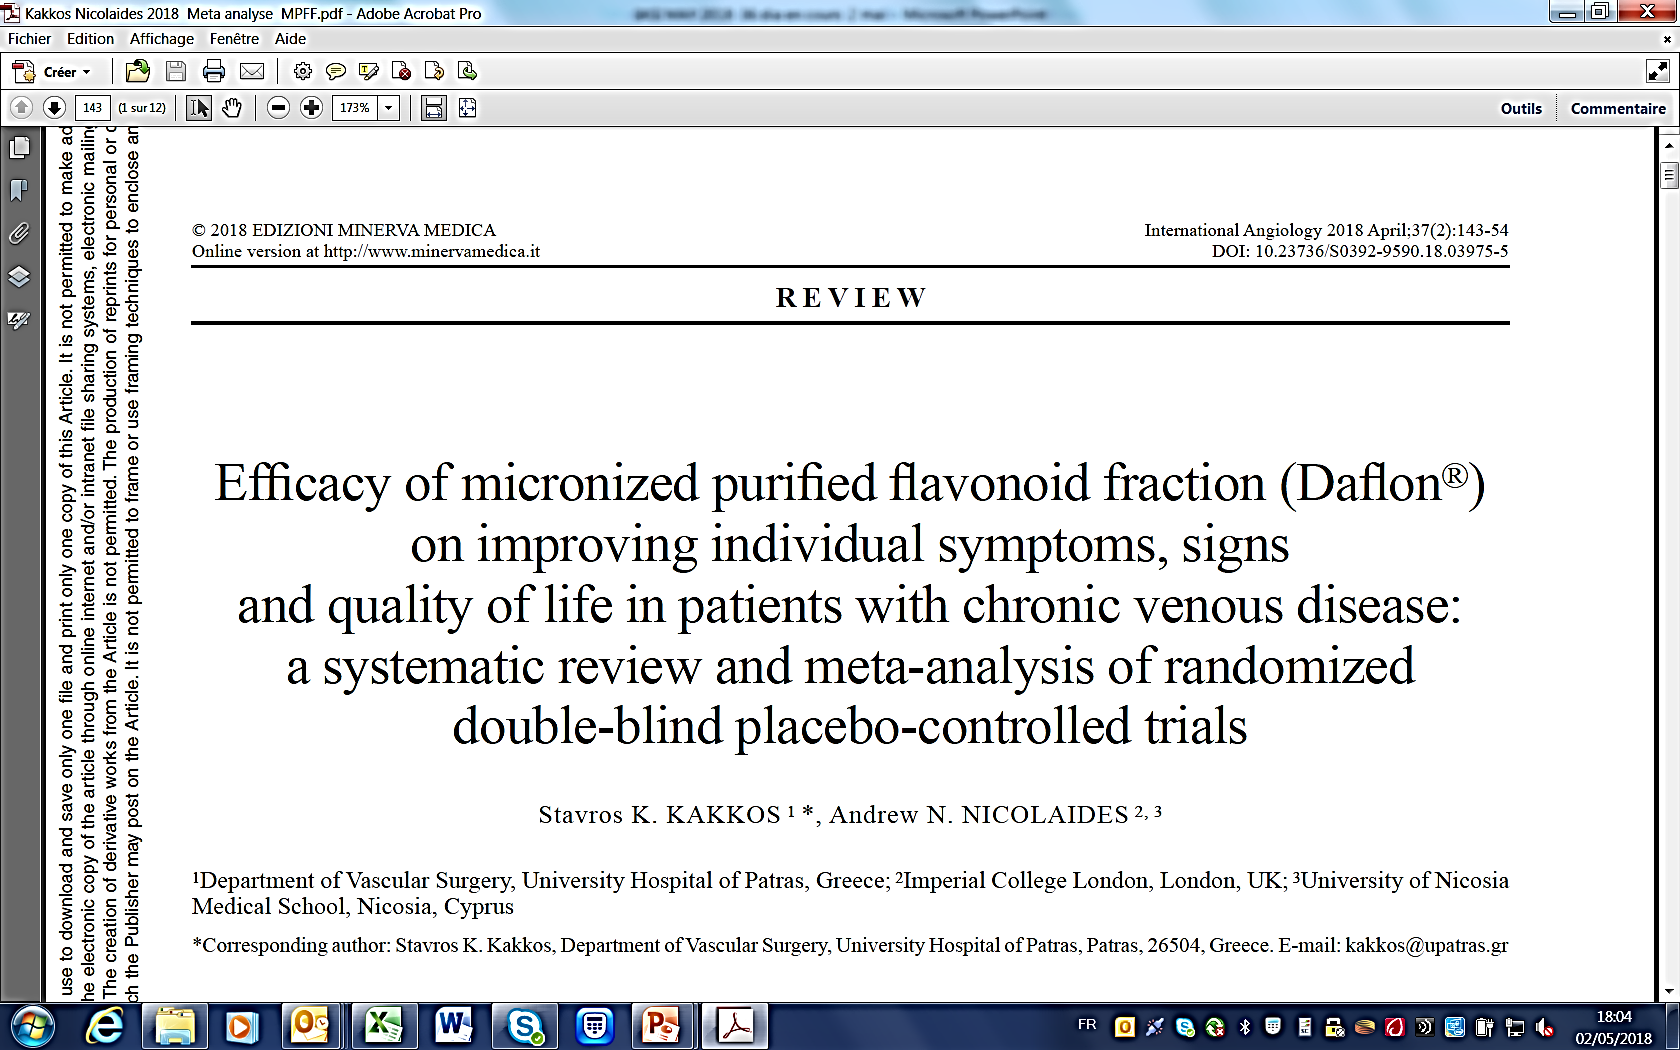 Kakkos Nicolaides 2018 Meta analyse MPFF.pdf - Adobe Acrobat Pro
Fichier Edition Affichage Fenêtre Aide
Créer
143 (1 sur 12) 173% Outils Commentaire
use to download and save only one file and print only one copy of this Article. It is not permitted to make ad
he electronic copy of the article through online internet and/or intranet file sharing systems, electronic mailing
The creation of derivative works from the Article is not permitted. The production of reprints for personal or
ch the Publisher may post on the Article. It is not permitted to frame or use framing techniques to enclose an
© 2018 EDIZIONI MINERVA MEDICA
Online version at http://www.minervamedica.it
International Angiology 2018 April;37(2):143-54
DOI: 10.23736/S0392-9590.18.03975-5
REVIEW
Efficacy of micronized purified flavonoid fraction (Daflon®)
on improving individual symptoms, signs
and quality of life in patients with chronic venous disease:
a systematic review and meta-analysis of randomized
double-blind placebo-controlled trials
Stavros K. KAKKOS 1 *, Andrew N. NICOLAIDES 2, 3
1Department of Vascular Surgery, University Hospital of Patras, Greece; 2Imperial College London, London, UK; 3University of Nicosia
Medical School, Nicosia, Cyprus
*Corresponding author: Stavros K. Kakkos, Department of Vascular Surgery, University Hospital of Patras, Patras, 26504, Greece. E-mail: kakkos@upatras.gr
FR
18:04
02/05/2018